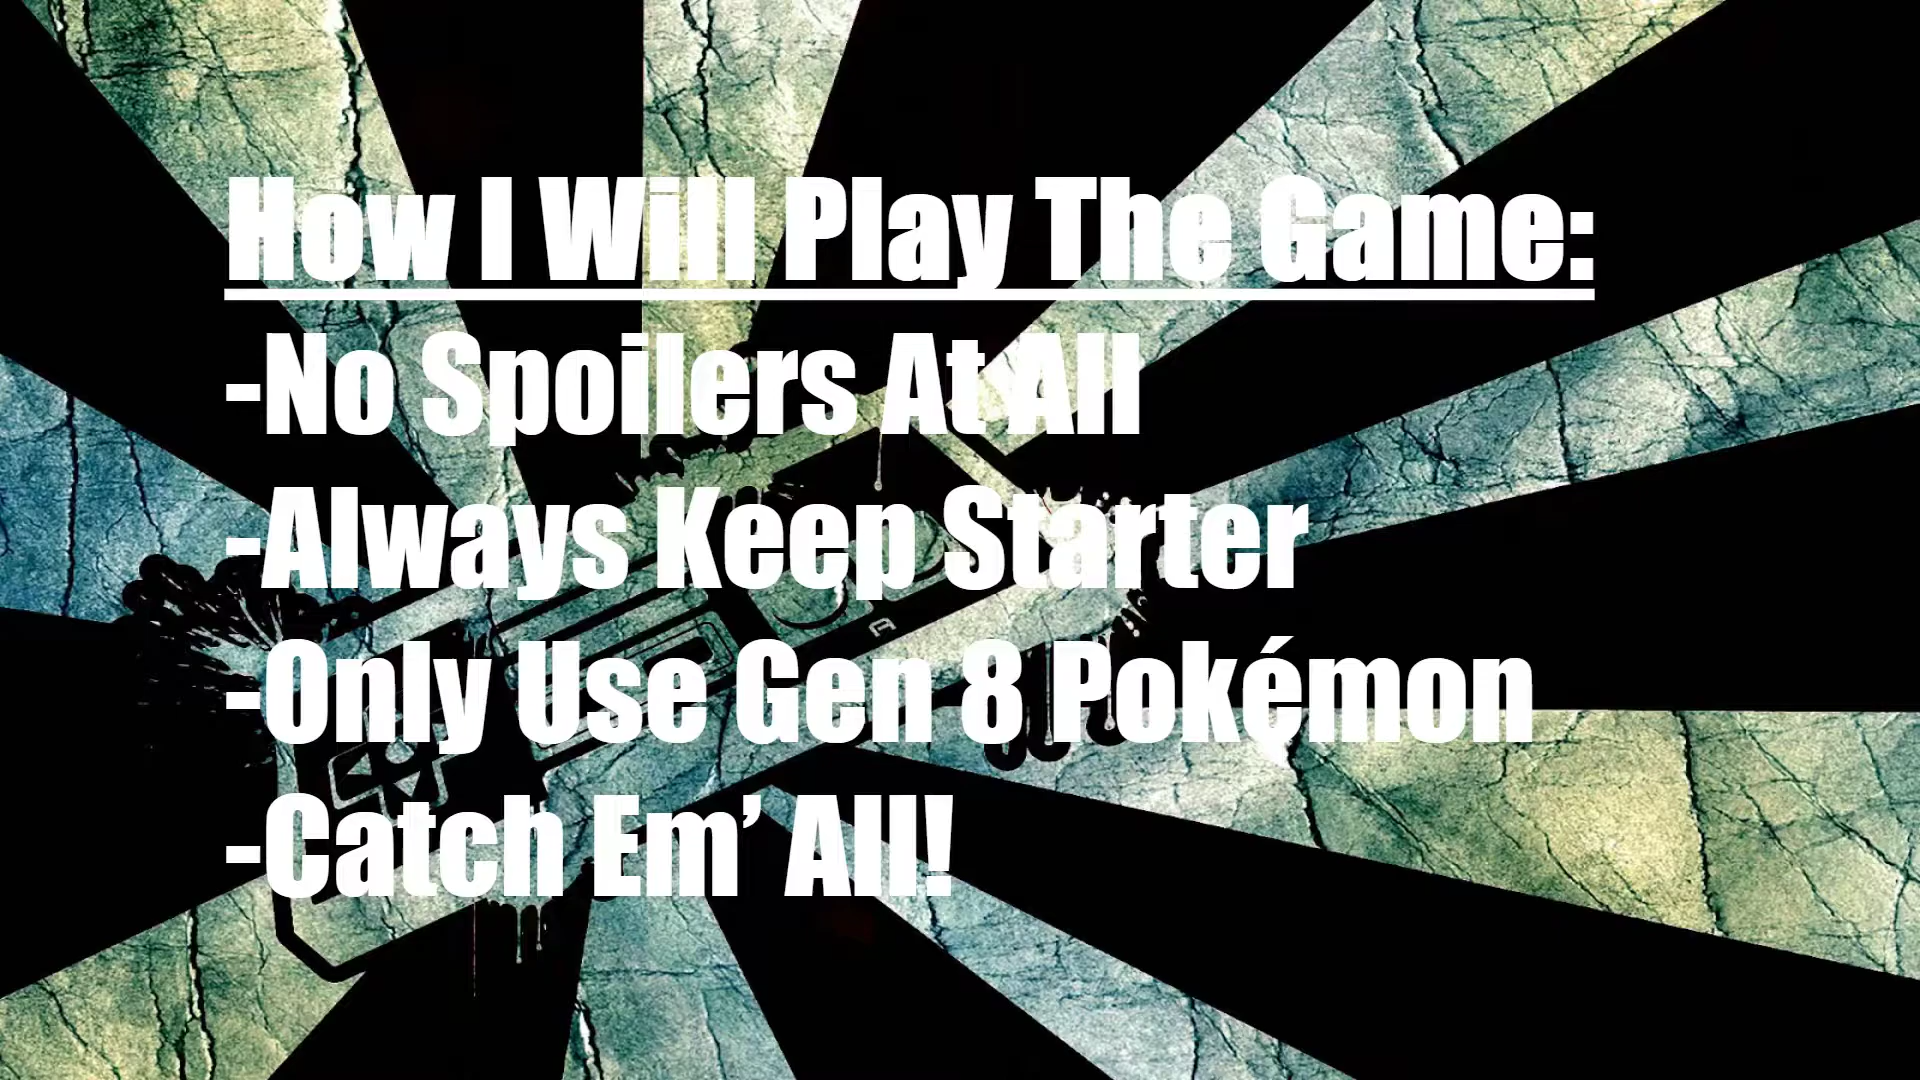 How I Will Play The Game:
-No Spoilers At All
-Always Keep Starter
-Only Use Gen 8 Pokémon
-Catch Em’ All!
A